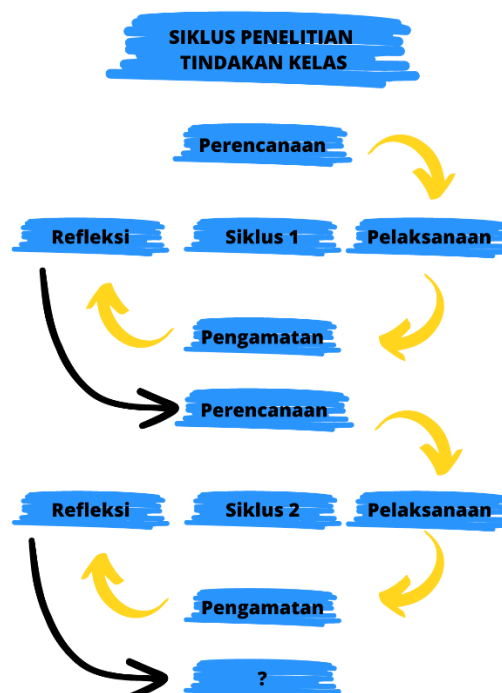 SIKLUS PENELITIAN
TINDAKAN KELAS
Perencanaan
Refleksi
Siklus 1
Pelaksanaan
Pengamatan
Perencanaan
Refleksi
Siklus 2
Pelaksanaan
Pengamatan
?